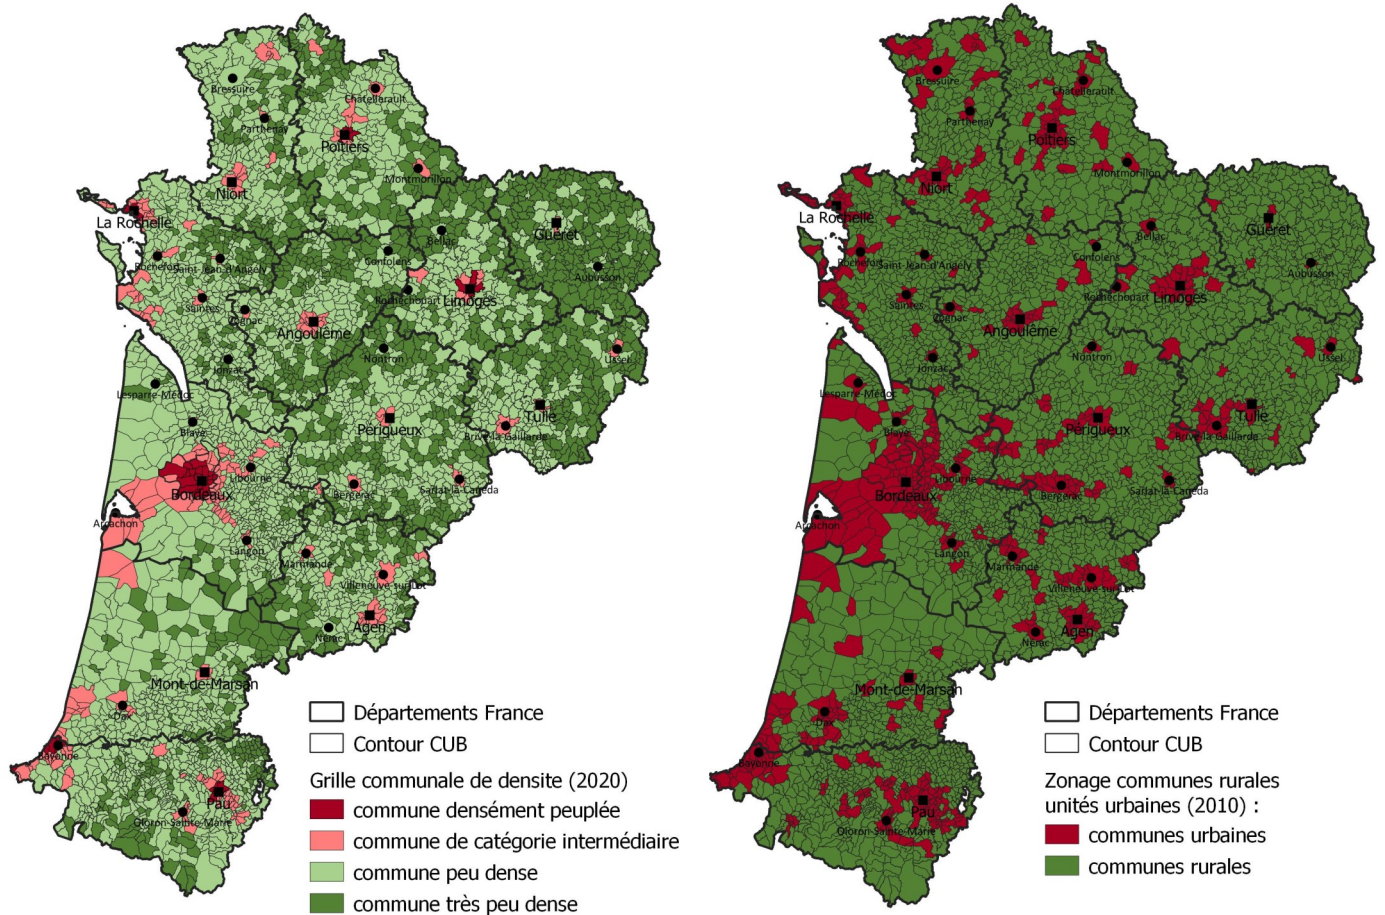 Bressuire
Châtellerault
Parthenay
Poitiers
Montmorillon
Niort
La Rochelle
Guéret
Bellac
Rochefort
Saint-Jean-d'Angély
Confolens
Aubusson
Rochechouart
Limoges
Saintes
Cognac
Angoulême
Nontron
Ussel
Jonzac
Lesparre-Médoc
Blaye
Périgueux
Tulle
Brive-la-Gaillarde
Libourne
Bordeaux
Bergerac
Sarlat-la-Canéda
Arcachon
Langon
Marmande
Villeneuve-sur-Lot
Agen
Nérac
Mont-de-Marsan
Dax
Bayonne
Pau
Oloron-Sainte-Marie
Départements France
Contour CUB
Grille communale de densite (2020)
commune densément peuplée
commune de catégorie intermédiaire
commune peu dense
commune très peu dense
Bressuire
Châtellerault
Parthenay
Poitiers
Montmorillon
Niort
La Rochelle
Guéret
Bellac
Rochefort
Saint-Jean-d'Angély
Confolens
Aubusson
Rochechouart
Limoges
Saintes
Cognac
Angoulême
Nontron
Ussel
Jonzac
Lesparre-Médoc
Blaye
Périgueux
Tulle
Brive-la-Gaillarde
Libourne
Bordeaux
Bergerac
Sarlat-la-Canéda
Arcachon
Langon
Marmande
Villeneuve-sur-Lot
Agen
Nérac
Mont-de-Marsan
Dax
Bayonne
Pau
Oloron-Sainte-Marie
Départements France
Contour CUB
Zonage communes rurales
unités urbaines (2010) :
communes urbaines
communes rurales